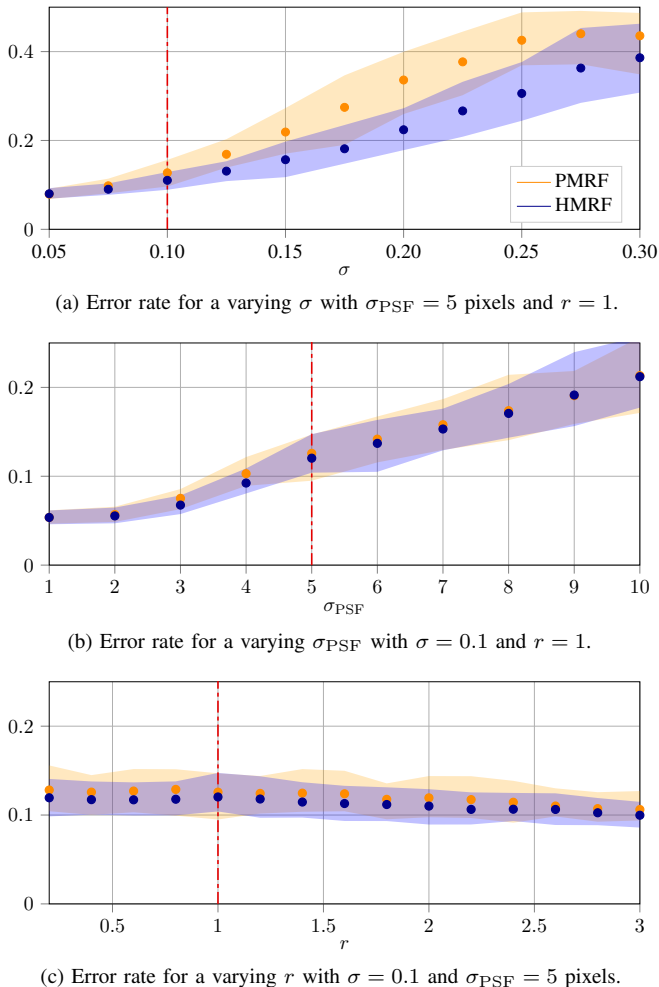 0.4
0.2
0
0.05 0.10 0.15 0.20 0.25 0.30
σ
PMRF
HMRF
(a) Error rate for a varying σ with σPSF = 5 pixels and r = 1.
0.2
0.1
0
1 2 3 4 5 6 7 8 9 10
σPSF
(b) Error rate for a varying σPSF with σ = 0.1 and r = 1.
0.2
0.1
0
0.5 1 1.5 2 2.5 3
r
(c) Error rate for a varying r with σ = 0.1 and σPSF = 5 pixels.